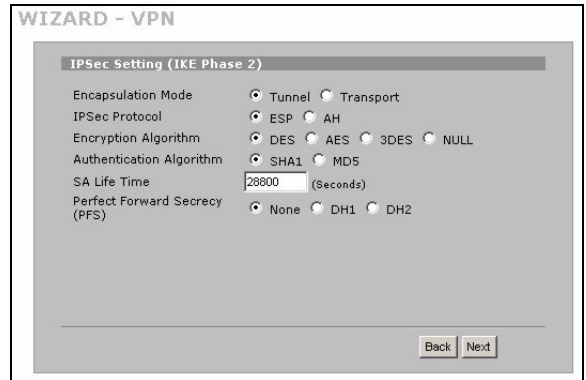 WIZARD - VPN
IPSec Setting (IKE Phase 2)
Encapsulation Mode Tunnel Transport
IPSec Protocol ESP AH
Encryption Algorithm DES AES 3DES NULL
Authentication Algorithm SHA1 MD5
SA Life Time 28800 (Seconds)
Perfect Forward Secrecy
(PFS) None DH1 DH2
Back Next